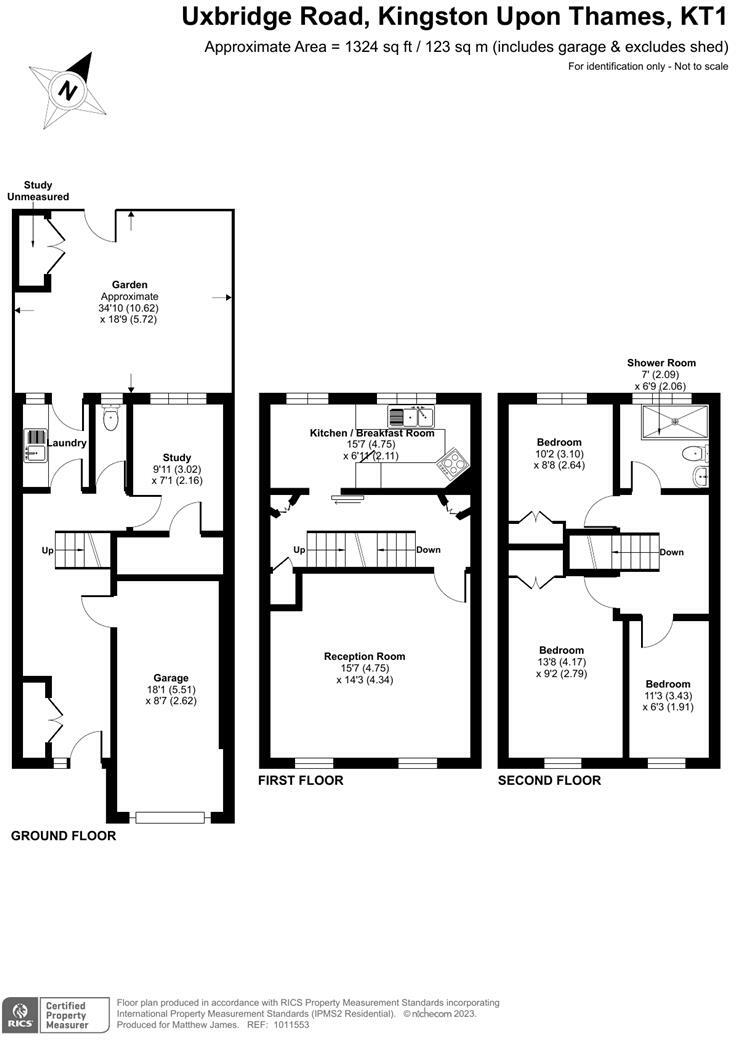 Uxbridge Road, Kingston Upon Thames, KT1
Approximate Area = 1324 sq ft / 123 sq m (includes garage & excludes shed)
For identification only - Not to scale
N
Study
Unmeasured
Garden
Approximate
34'10 (10.62)
x 18'9 (5.72)
Laundry
Study
9'11 (3.02)
x 7'1 (2.16)
Up
Garage
18'1 (5.51)
x 8'7 (2.62)
GROUND FLOOR
Kitchen / Breakfast Room
15'7 (4.75)
x 6'11 (2.11)
Up
Down
Reception Room
15'7 (4.75)
x 14'3 (4.34)
FIRST FLOOR
Shower Room
7' (2.09)
x 6'9 (2.06)
Bedroom
10'2 (3.10)
x 8'8 (2.64)
Down
Bedroom
13'8 (4.17)
x 9'2 (2.79)
Bedroom
11'3 (3.43)
x 6'3 (1.91)
SECOND FLOOR
RICS
Certified
Property
Measurer
Floor plan produced in accordance with RICS Property Measurement Standards incorporating
International Property Measurement Standards (IPMS2 Residential). © nichecom 2023.
Produced for Matthew James. REF: 1011553